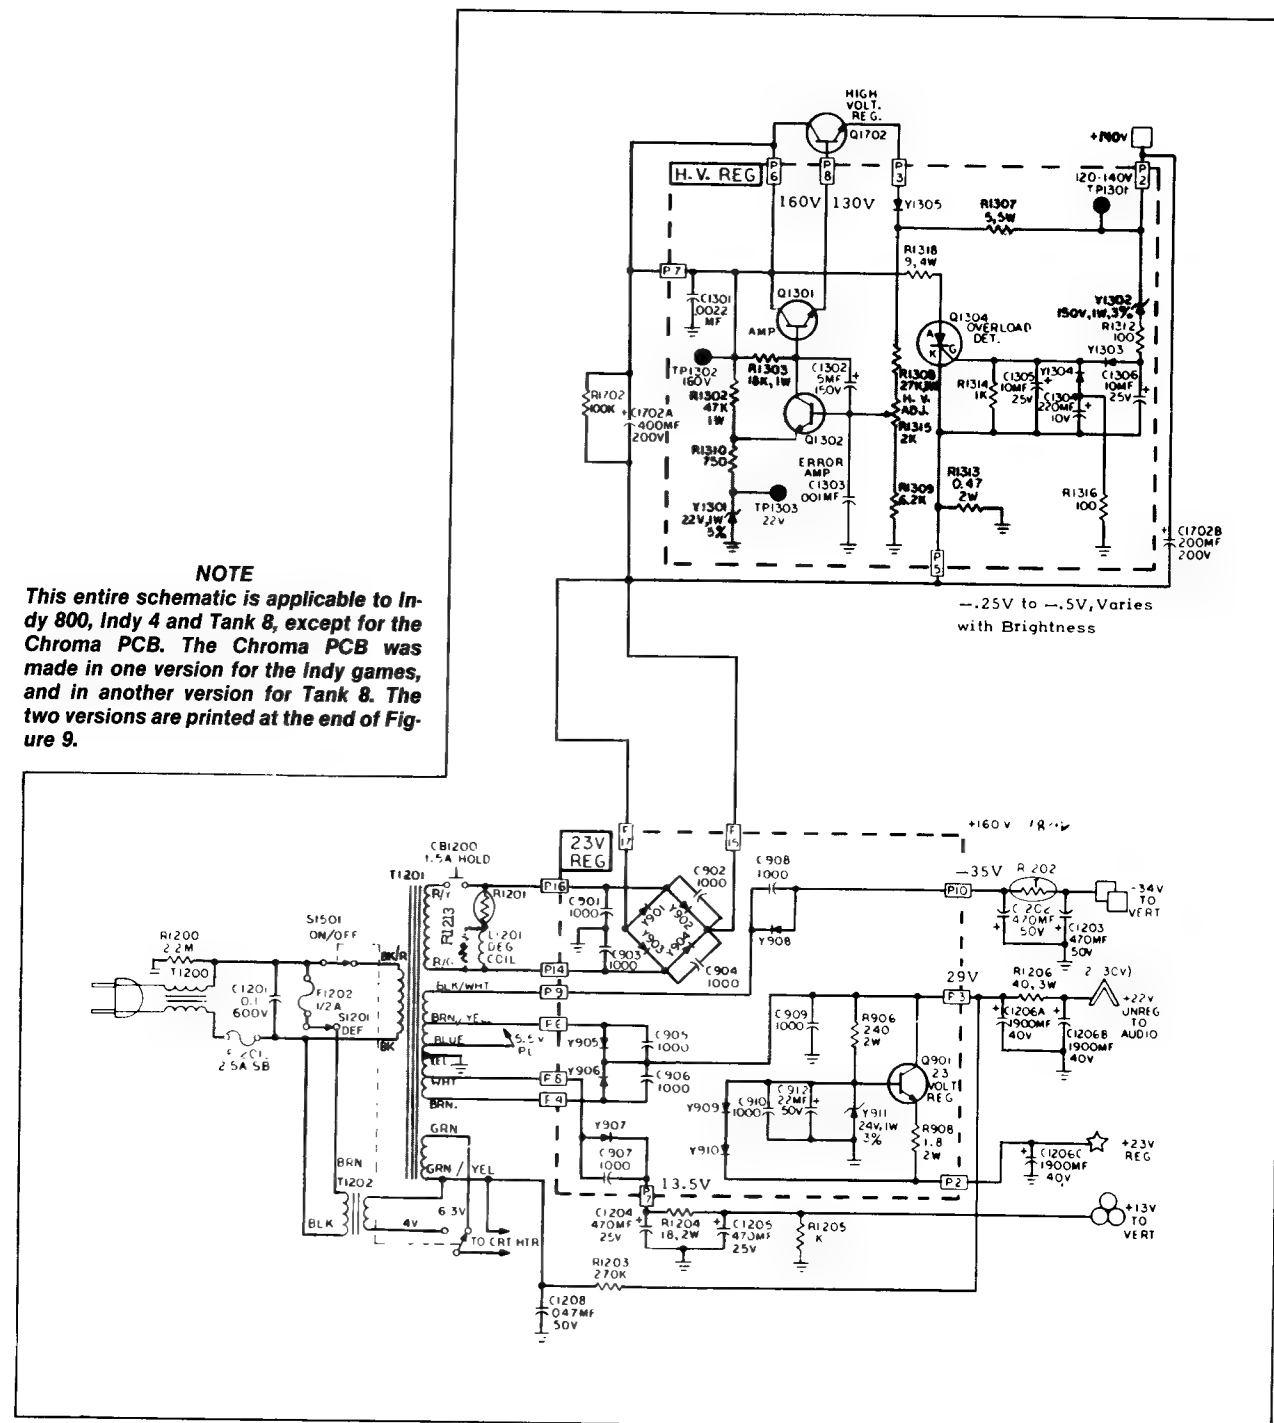 HIGH
VOLT.
REG.
Q1702
H.V. REG
P6
P8
P3
P2
120-140V
TP1301
160V
130V
Y1305
R1307
5,5W
P7
R1318
9,4W
C1301
.0022
MF
Q1301
AMP
Q1304
OVERLOAD
DET.
A
K
G
Y1302
150V,1W,3%
R1312
100
Y1303
TP1302
160V
R1303
18K,1W
C1302
5MF
150V
R1302
47K
1W
H. V.
ADJ.
R1315
2K
R1314
1K
C1305
10MF
25V
Y1304
C1304
220MF
10V
C1306
10MF
25V
R1702
100K
C1702A
400MF
200V
Q1302
ERROR
AMP
R1310
750
C1303
.001MF
R1309
6.2K
R1313
0.47
2W
R1316
100
Y1301
22V,1W
5%
TP1303
22V
C1702B
200MF
200V
P5
—.25V to —.5V, Varies
with Brightness
NOTE
This entire schematic is applicable to In-
dy 800, Indy 4 and Tank 8, except for the
Chroma PCB. The Chroma PCB was
made in one version for the Indy games,
and in another version for Tank 8. The
two versions are printed at the end of Fig-
ure 9.
23V
REG
+160V
CB1200
1.5A HOLD
T1201
R1201
R1213
L1201
DEG
COIL
P16
C901
1000
C902
1000
Y901
Y902
Y903
Y904
C903
1000
C904
1000
P14
C908
1000
Y908
—35V
P10
-34V
TO
VERT
470MF
50V
C1203
470MF
50V
S1501
ON/OFF
R1200
2.2M
T1200
BK/R
BK
C1201
0.1
600V
F1202
1/2A
S1201
DEF
2.5A SB
BLK/WHT
P9
BLUE
WHT
BRN.
Y905
Y906
C905
1000
C906
1000
C909
1000
R906
240
2W
29V
R1206
40, 3W
+22V
UNREG
TO
AUDIO
C1206A
1900MF
40V
C1206B
1900MF
40V
Q901
23
VOLT
REG
Y909
C910
1000
C912
22MF
50V
Y911
24V,1W
3%
Y910
R908
1.8
2W
Y907
C907
1000
P2
C1206C
1900MF
40V
+23V
REG
13.5V
GRN
GRN / YEL
BRN
T1202
BLK
4V
6.3V
TO CRT HTR
C1204
470MF
25V
R1204
18,2W
C1205
470MF
25V
R1205
+13V
TO
VERT
R1203
270K
C1208
.047MF
50V